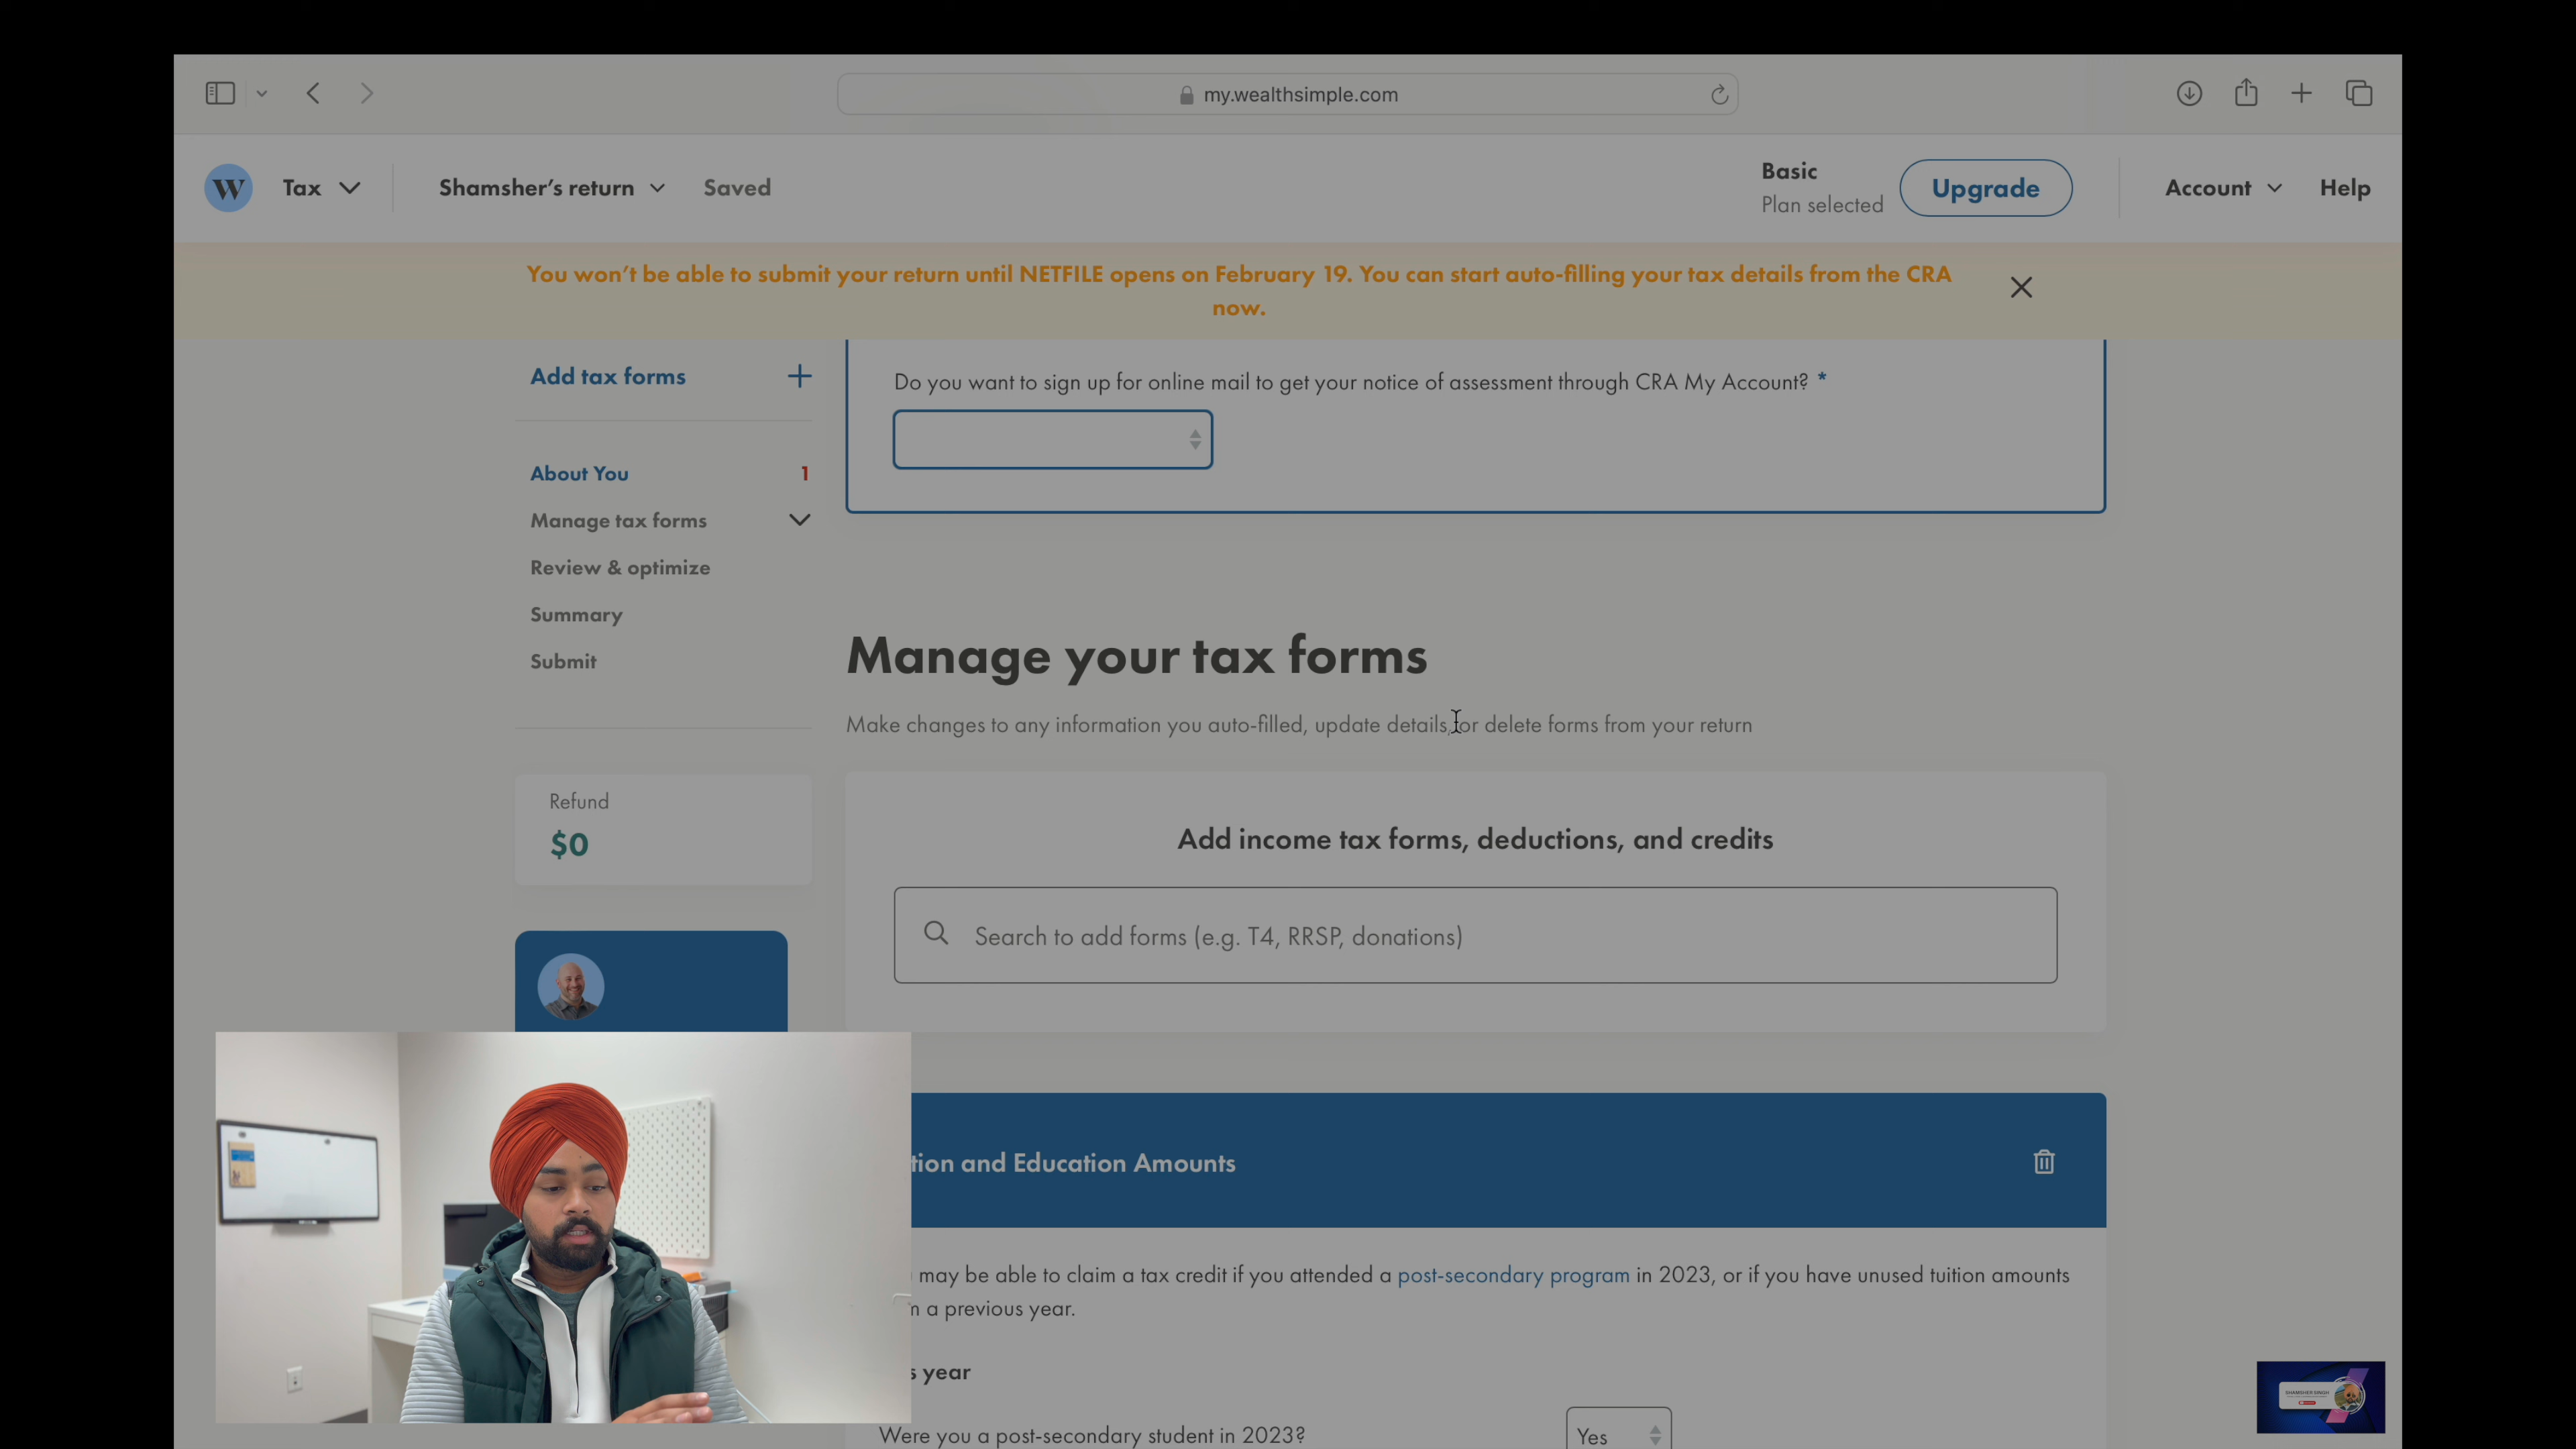 my.wealthsimple.com
W
Tax
Shamsher's return
Saved
Basic
Plan selected
Upgrade
Account
Help
You won't be able to submit your return until NETFILE opens on February 19. You can start auto-filling your tax details from the CRA
now.
Add tax forms
About You 1
Manage tax forms
Review & optimize
Summary
Submit
Refund
$0
Do you want to sign up for online mail to get your notice of assessment through CRA My Account? *
Manage your tax forms
Make changes to any information you auto-filled, update details, or delete forms from your return
Add income tax forms, deductions, and credits
Search to add forms (e.g. T4, RRSP, donations)
tion and Education Amounts
may be able to claim a tax credit if you attended a post-secondary program in 2023, or if you have unused tuition amounts
a previous year.
s year
Were you a post-secondary student in 2023?
Yes
SHAMSHER SINGH